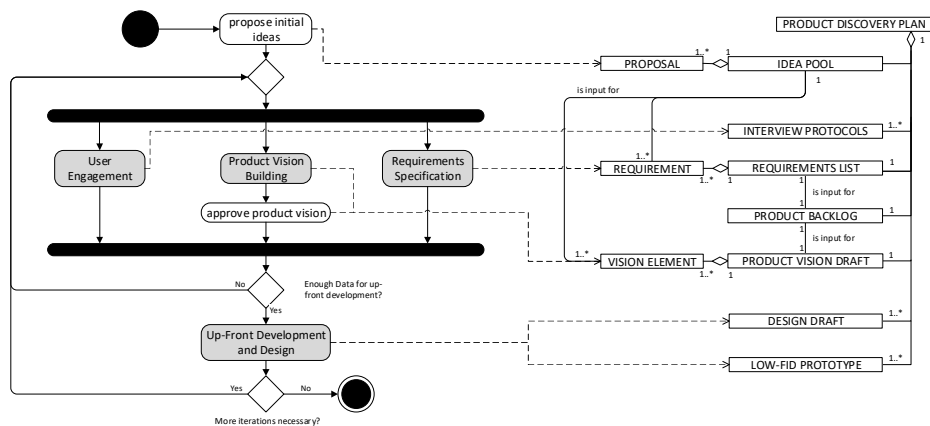 propose initial
ideas
PRODUCT DISCOVERY PLAN
1
1..*
1
PROPOSAL
IDEA POOL
1
1
is input for
1..*
INTERVIEW PROTOCOLS
User
Engagement
Product Vision
Building
Requirements
Specification
1..*
REQUIREMENT
REQUIREMENTS LIST
1
1..*
1
1
is input for
approve product vision
1
PRODUCT BACKLOG
1
1
is input for
1..*
VISION ELEMENT
1
PRODUCT VISION DRAFT
1
1..*
1
No
Enough Data for up-
front development?
Yes
Up-Front Development
and Design
DESIGN DRAFT
1..*
LOW-FID PROTOTYPE
1..*
Yes
No
More iterations necessary?